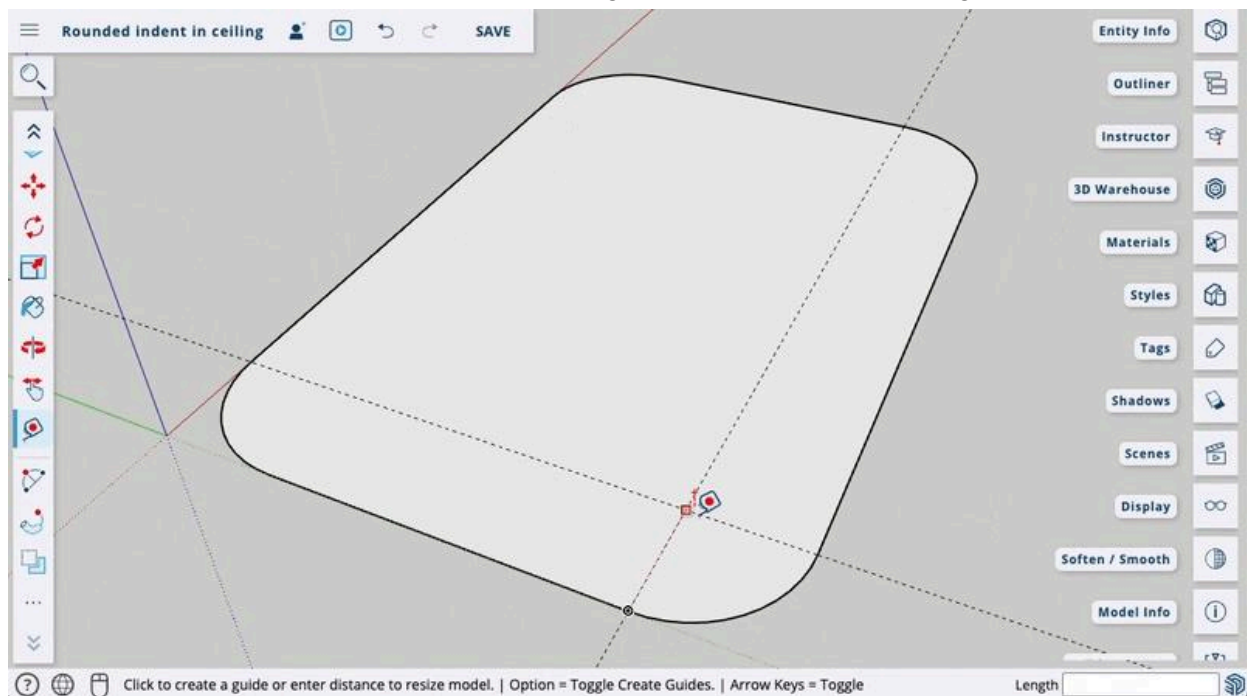 Rounded indent in ceiling
SAVE
Entity Info
Outliner
Instructor
3D Warehouse
Materials
Styles
Tags
Shadows
Scenes
Display
Soften / Smooth
Model Info
Click to create a guide or enter distance to resize model. | Option = Toggle Create Guides. | Arrow Keys = Toggle
Length